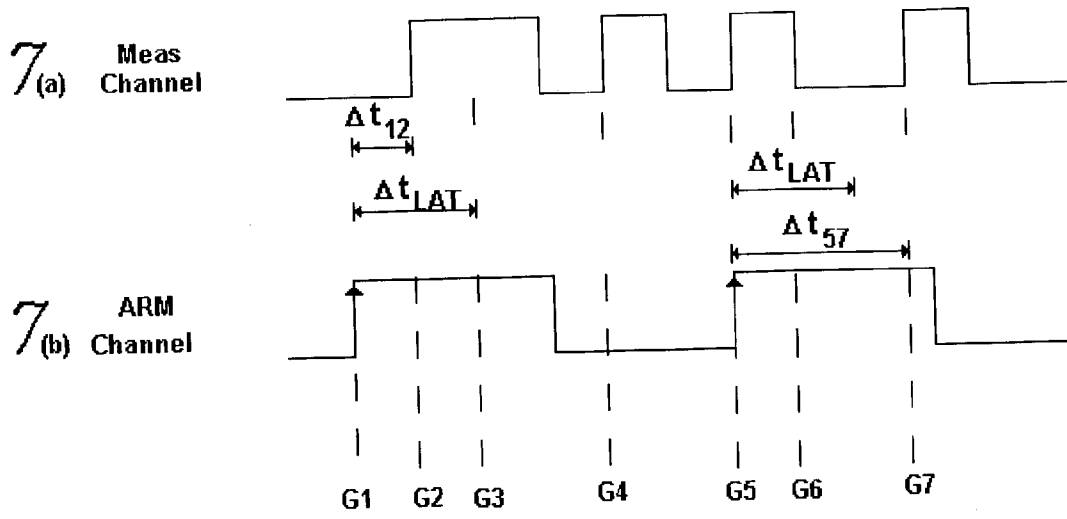 7(a) Meas Channel
Δt12
ΔtLAT
ΔtLAT
Δt57
7(b) ARM Channel
G1 G2 G3 G4 G5 G6 G7